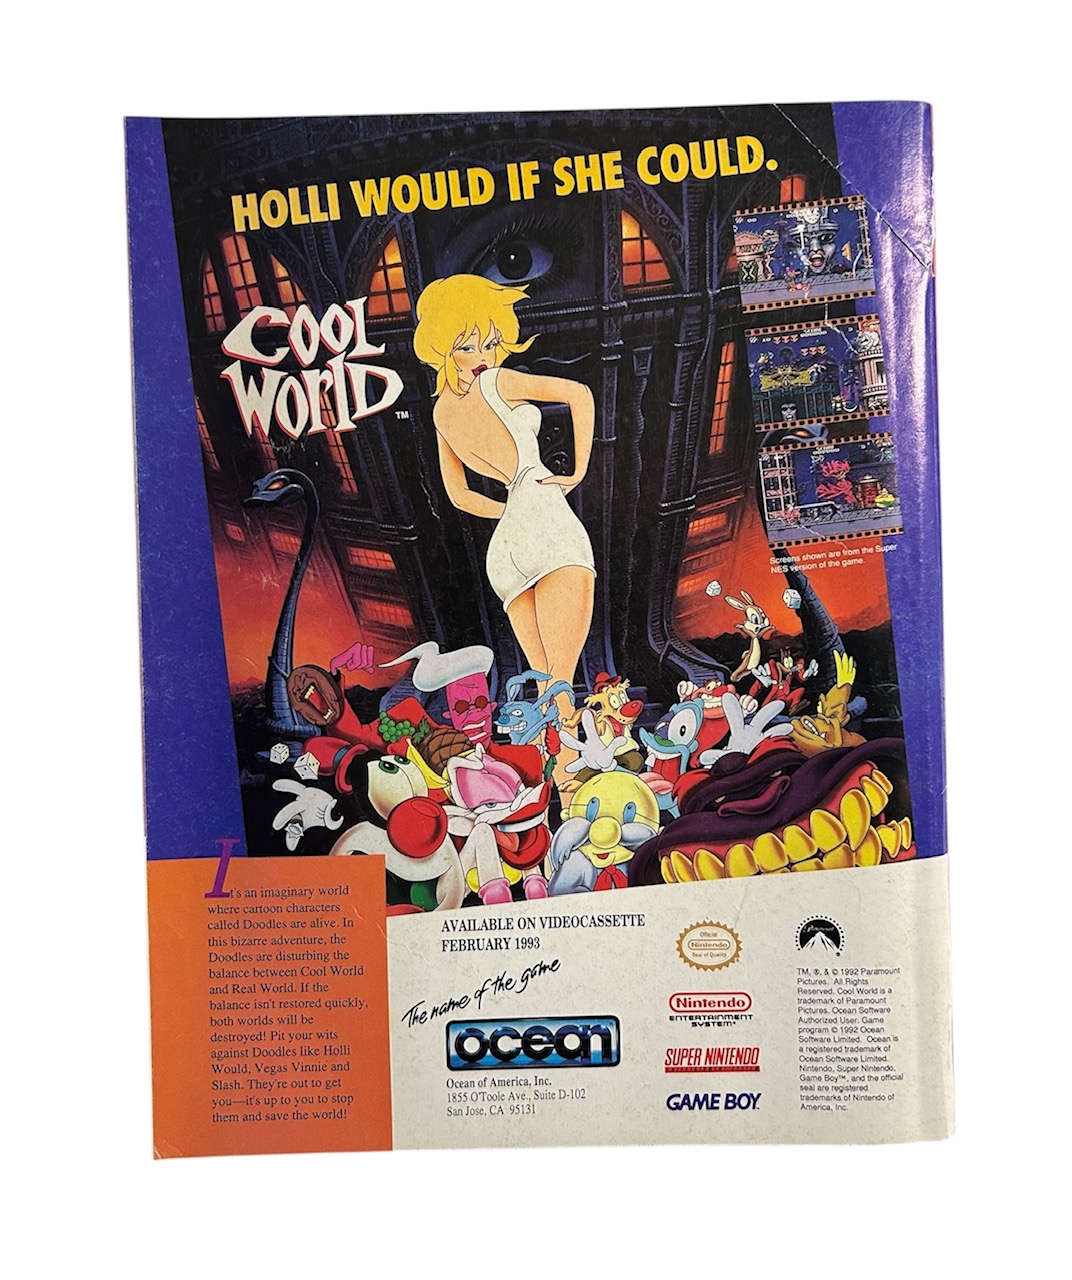 HOLLI WOULD IF SHE COULD.
COOL
WORLD™
Screens shown are from the Super
NES version of the game.
It's an imaginary world
where cartoon characters
called Doodles are alive. In
this bizarre adventure, the
Doodles are disturbing the
balance between Cool World
and Real World. If the
balance isn't restored quickly,
both worlds will be
destroyed! Pit your wits
against Doodles like Holli
Would, Vegas Vinnie and
Slash. They're out to get
you—it's up to you to stop
them and save the world!
AVAILABLE ON VIDEOCASSETTE
FEBRUARY 1993
The name of the game
ocean
Ocean of America, Inc.
1855 O'Toole Ave., Suite D-102
San Jose, CA 95131
Official
Nintendo
Seal of Quality
Nintendo
ENTERTAINMENT
SYSTEM®
SUPER NINTENDO
GAME BOY
Paramount
TM, ®, & © 1992 Paramount
Pictures. All Rights
Reserved. Cool World is a
trademark of Paramount
Pictures. Ocean Software
Authorized User. Game
program © 1992 Ocean
Software Limited. Ocean is
a registered trademark of
Ocean Software Limited.
Nintendo, Super Nintendo,
Game Boy™, and the official
seal are registered
trademarks of Nintendo of
America, Inc.